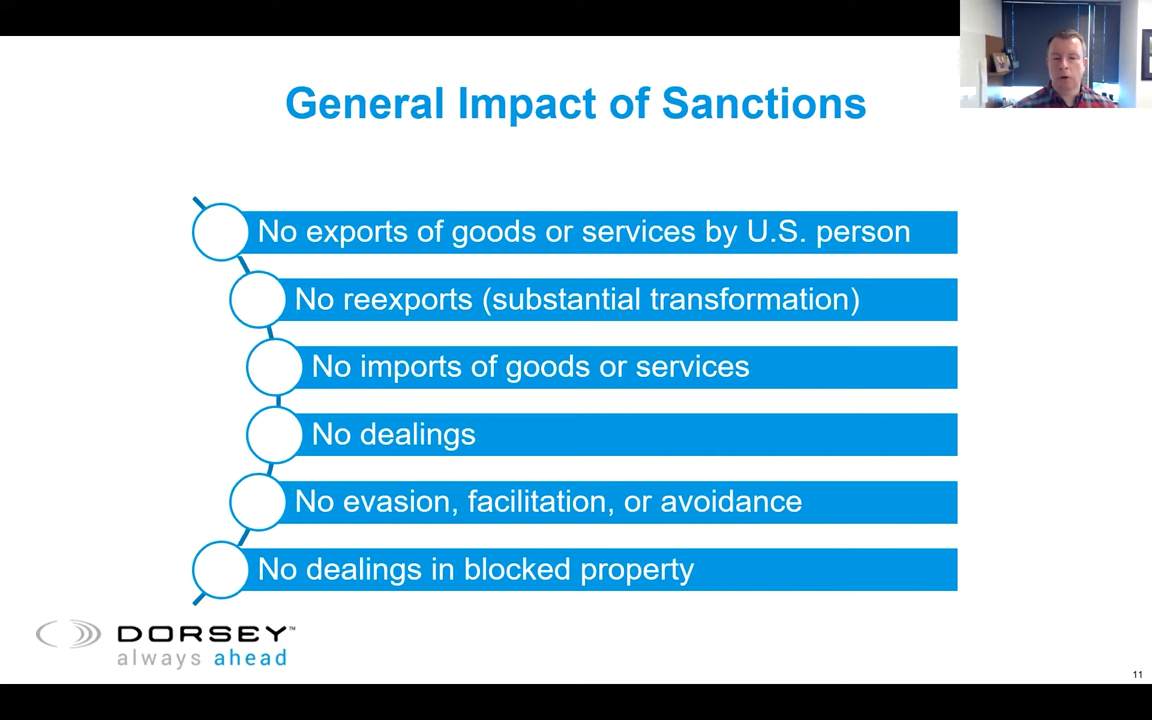 General Impact of Sanctions
No exports of goods or services by U.S. person
No reexports (substantial transformation)
No imports of goods or services
No dealings
No evasion, facilitation, or avoidance
No dealings in blocked property
DORSEY™
always ahead
11